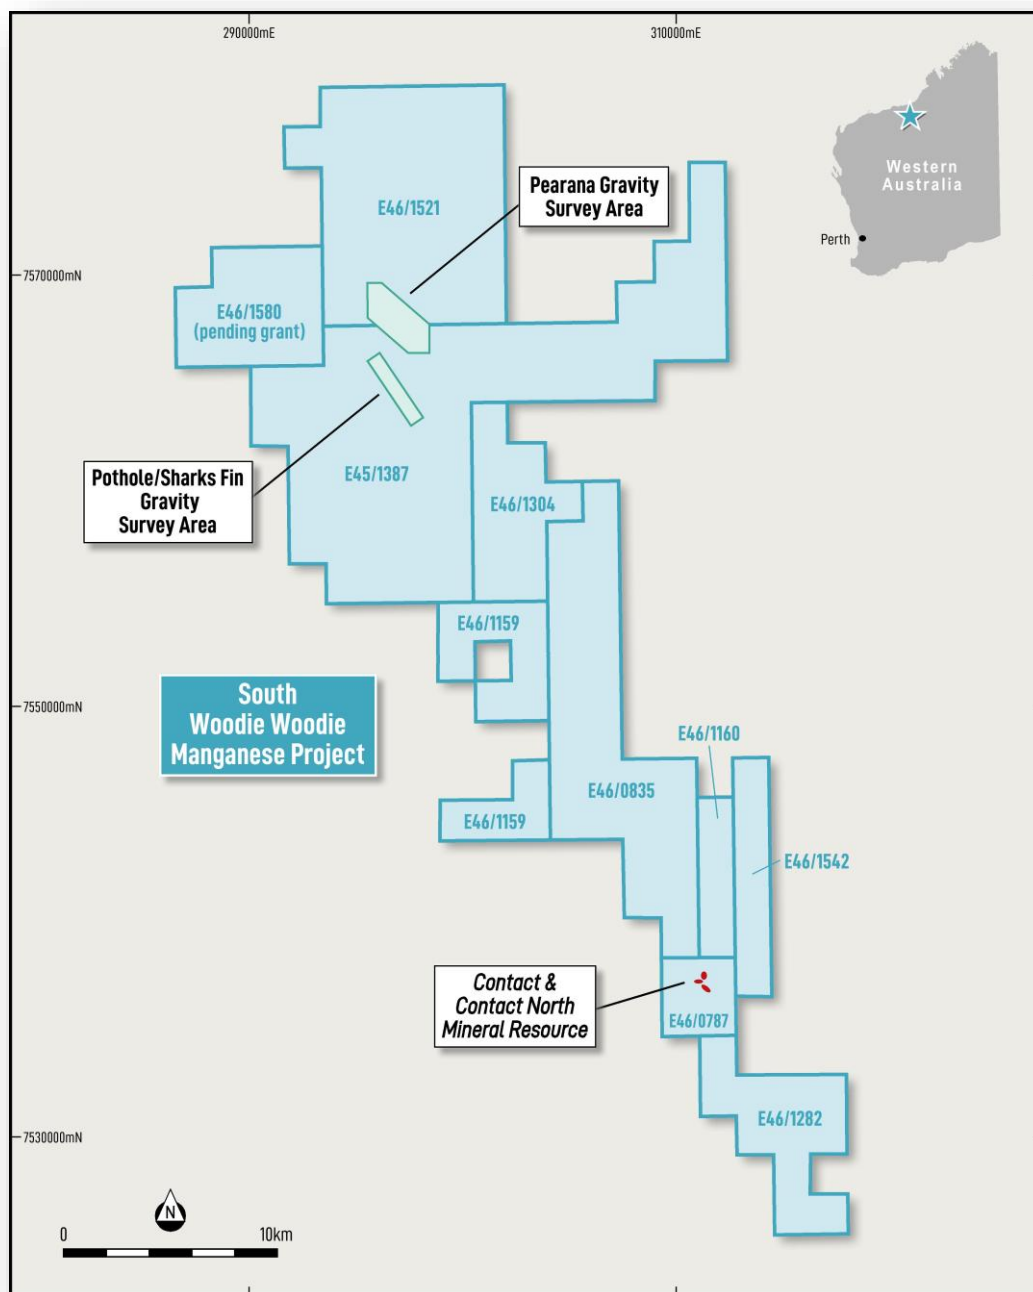 290000mE
310000mE
Western
Australia
Perth
Pearana Gravity
Survey Area
E46/1521
7570000mN
E46/1580
(pending grant)
Pothole/Sharks Fin
Gravity
Survey Area
E45/1387
E46/1304
E46/1159
South
Woodie Woodie
Manganese Project
7550000mN
E46/1160
E46/0835
E46/1159
E46/1542
Contact &
Contact North
Mineral Resource
E46/0787
E46/1282
7530000mN
N
0
10km